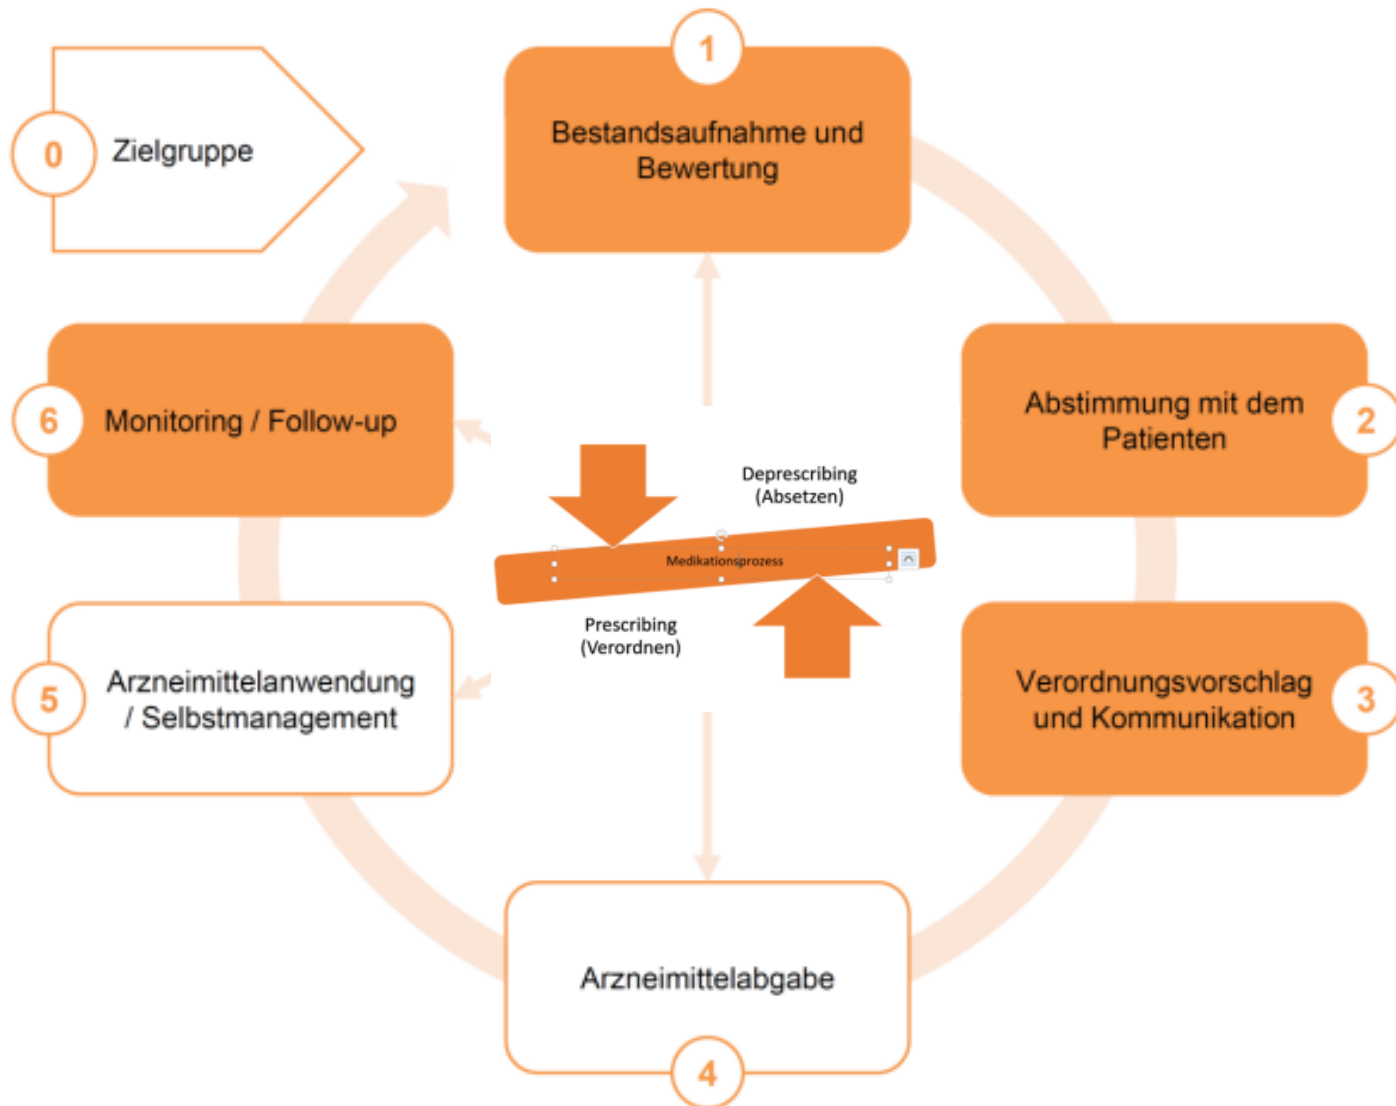 0
Zielgruppe
1
Bestandsaufnahme und
Bewertung
2
Abstimmung mit dem
Patienten
3
Verordnungsvorschlag
und Kommunikation
4
Arzneimittelabgabe
5
Arzneimittelanwendung
/ Selbstmanagement
6
Monitoring / Follow-up
Deprescribing
(Absetzen)
Medikationsprozess
Prescribing
(Verordnen)